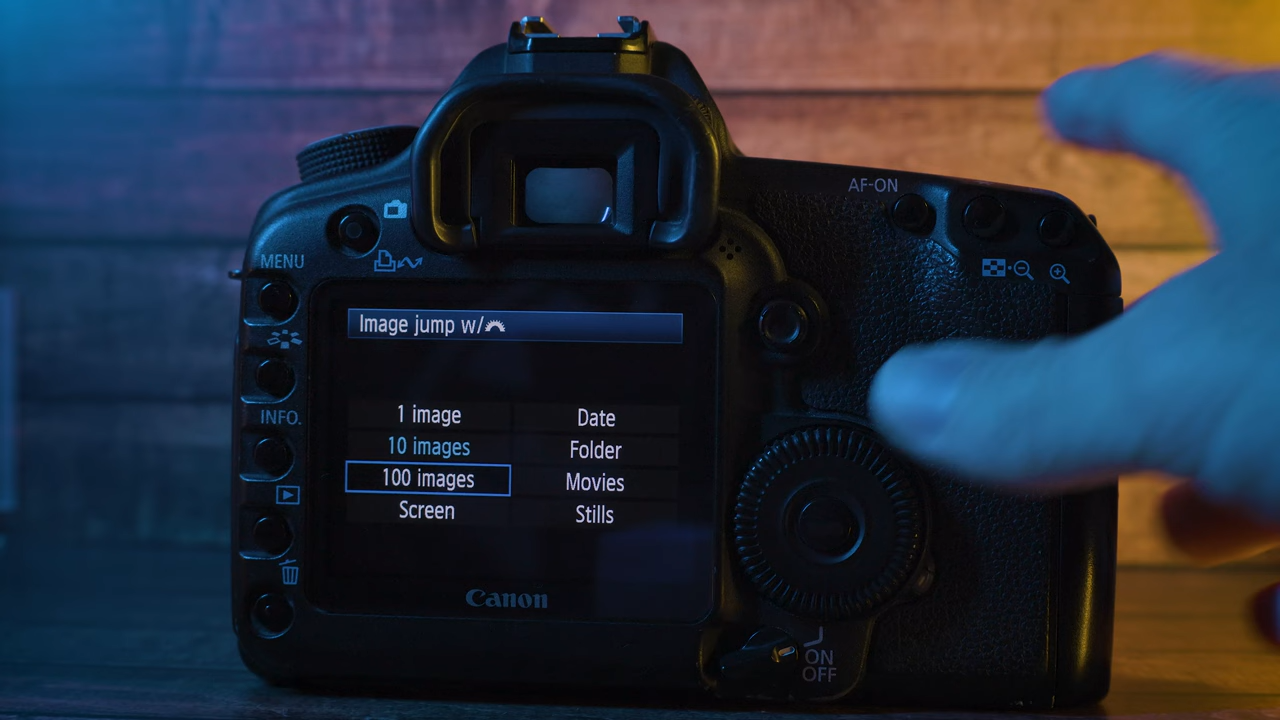 AF-ON
MENU
Image jump w/
INFO.
1 image
Date
10 images
Folder
100 images
Movies
Screen
Stills
Canon
ON
OFF